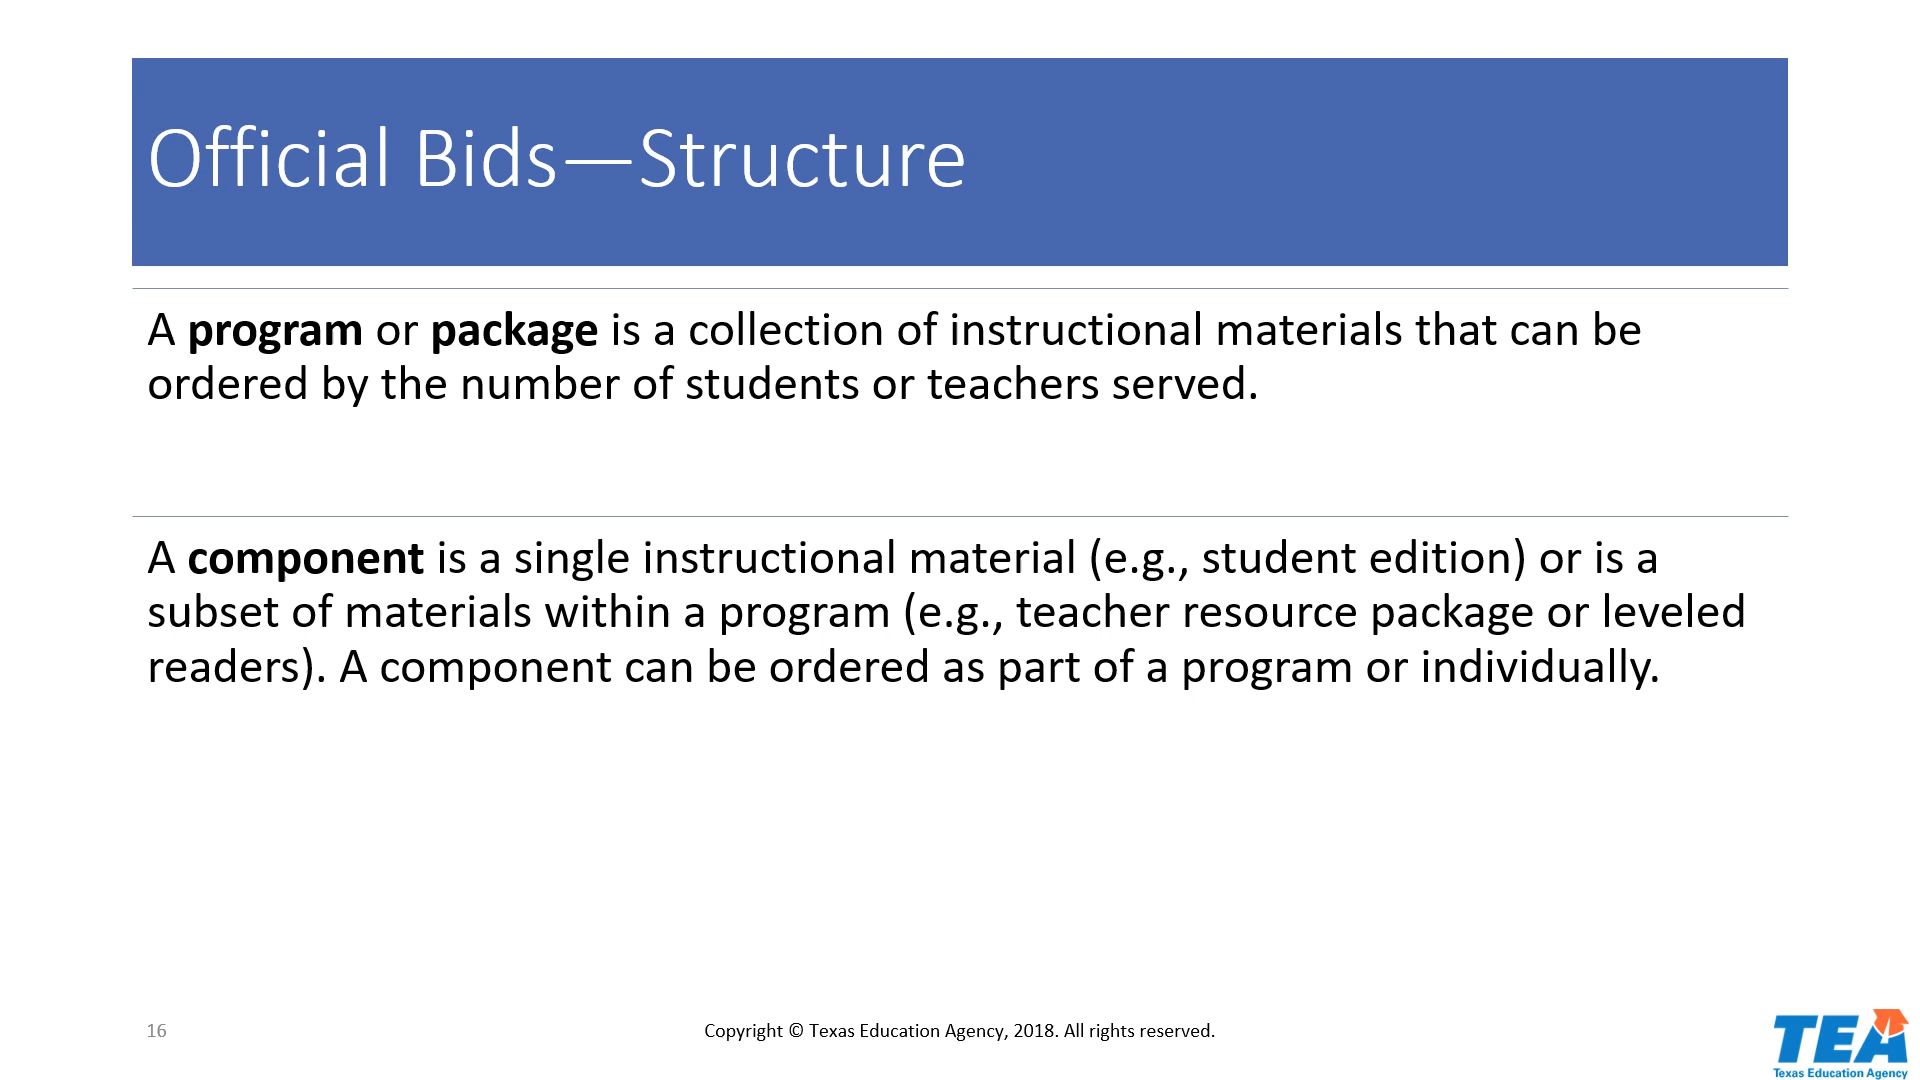 Official Bids—Structure
A program or package is a collection of instructional materials that can be
ordered by the number of students or teachers served.
A component is a single instructional material (e.g., student edition) or is a
subset of materials within a program (e.g., teacher resource package or leveled
readers). A component can be ordered as part of a program or individually.
16
Copyright © Texas Education Agency, 2018. All rights reserved.
TEA
Texas Education Agency